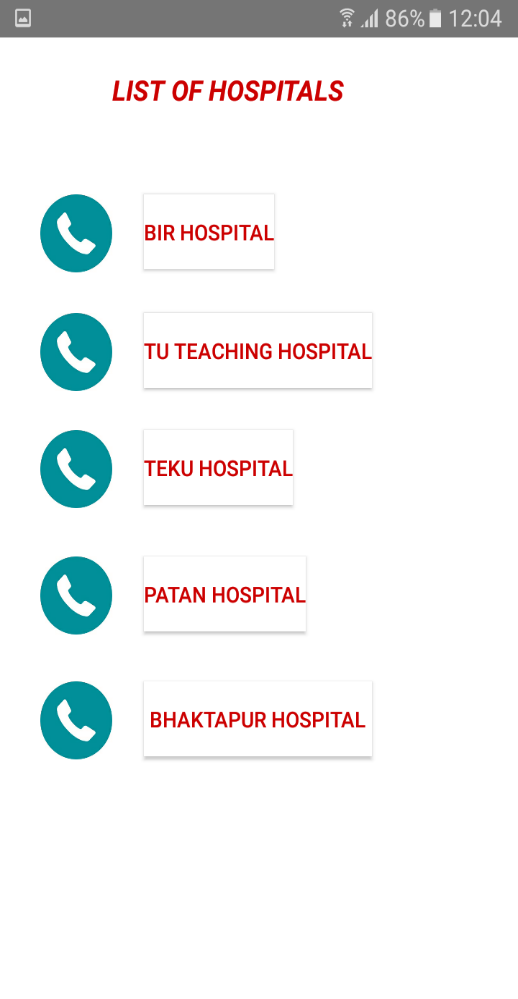 86% 12:04
LIST OF HOSPITALS
BIR HOSPITAL
TU TEACHING HOSPITAL
TEKU HOSPITAL
PATAN HOSPITAL
BHAKTAPUR HOSPITAL